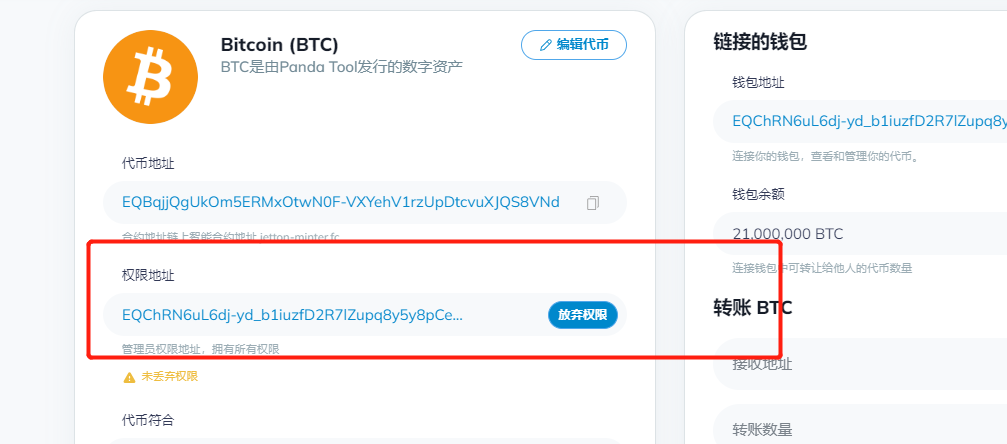 Bitcoin (BTC)
编辑代币
BTC是由Panda Tool发行的数字资产
代币地址
EQBqjjQgUkOm5ERMxOtwN0F-VXYehV1rzUpDtcvuXJQS8VNd
合约地址链上智能合约地址 jetton-minter.fc
权限地址
EQChRN6uL6dj-yd_b1iuzfD2R7lZupq8y5y8pCe...
放弃权限
管理员权限地址，拥有所有权限
未丢弃权限
代币符合
链接的钱包
钱包地址
EQChRN6uL6dj-yd_b1iuzfD2R7lZupq8y
连接你的钱包，查看和管理你的代币。
钱包余额
21,000,000 BTC
连接钱包中可转让给他人的代币数量
转账 BTC
接收地址
转账数量